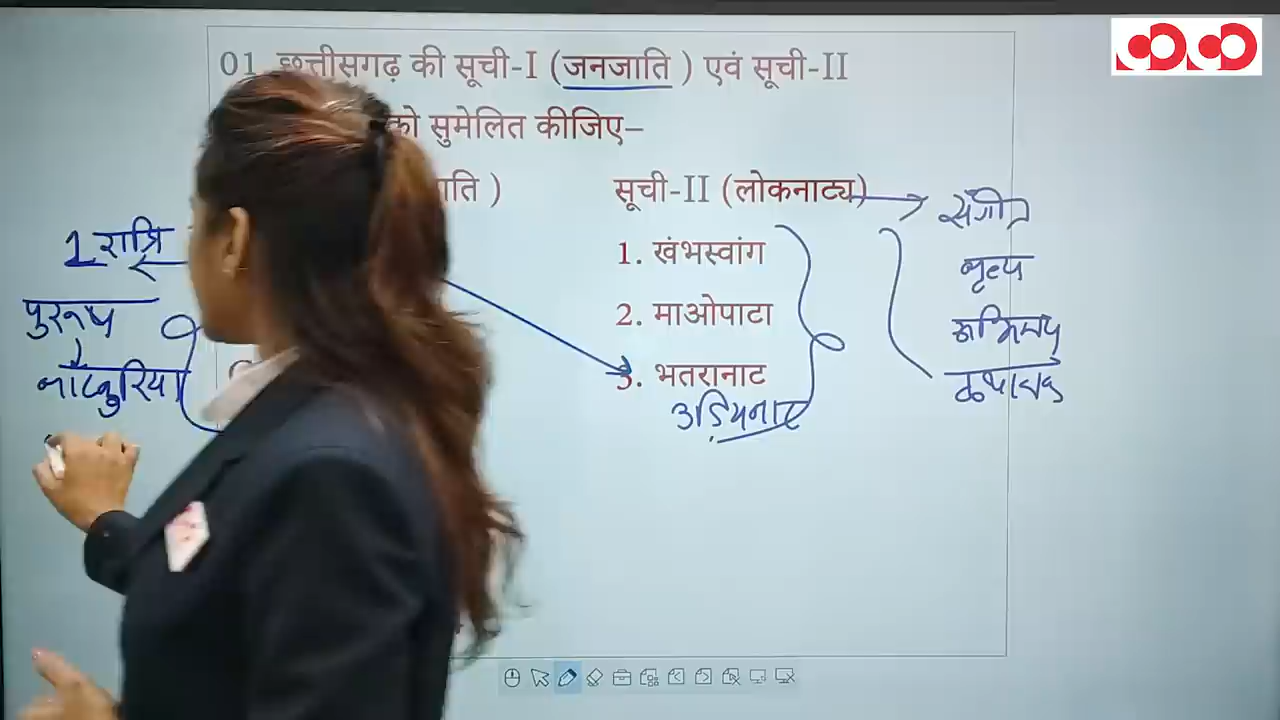 01. छत्तीसगढ़ की सूची-I (जनजाति ) एवं सूची-II
को सुमेलित कीजिए–
सूची-II (लोकनाट्य)
संगीत
1 रात्रि
1. खंभस्वांग
नृत्य
पुरुष
2. माओपाटा
अभिनय
नाटकुरिया
3. भतरानाट
कथानक
उड़ियानाट